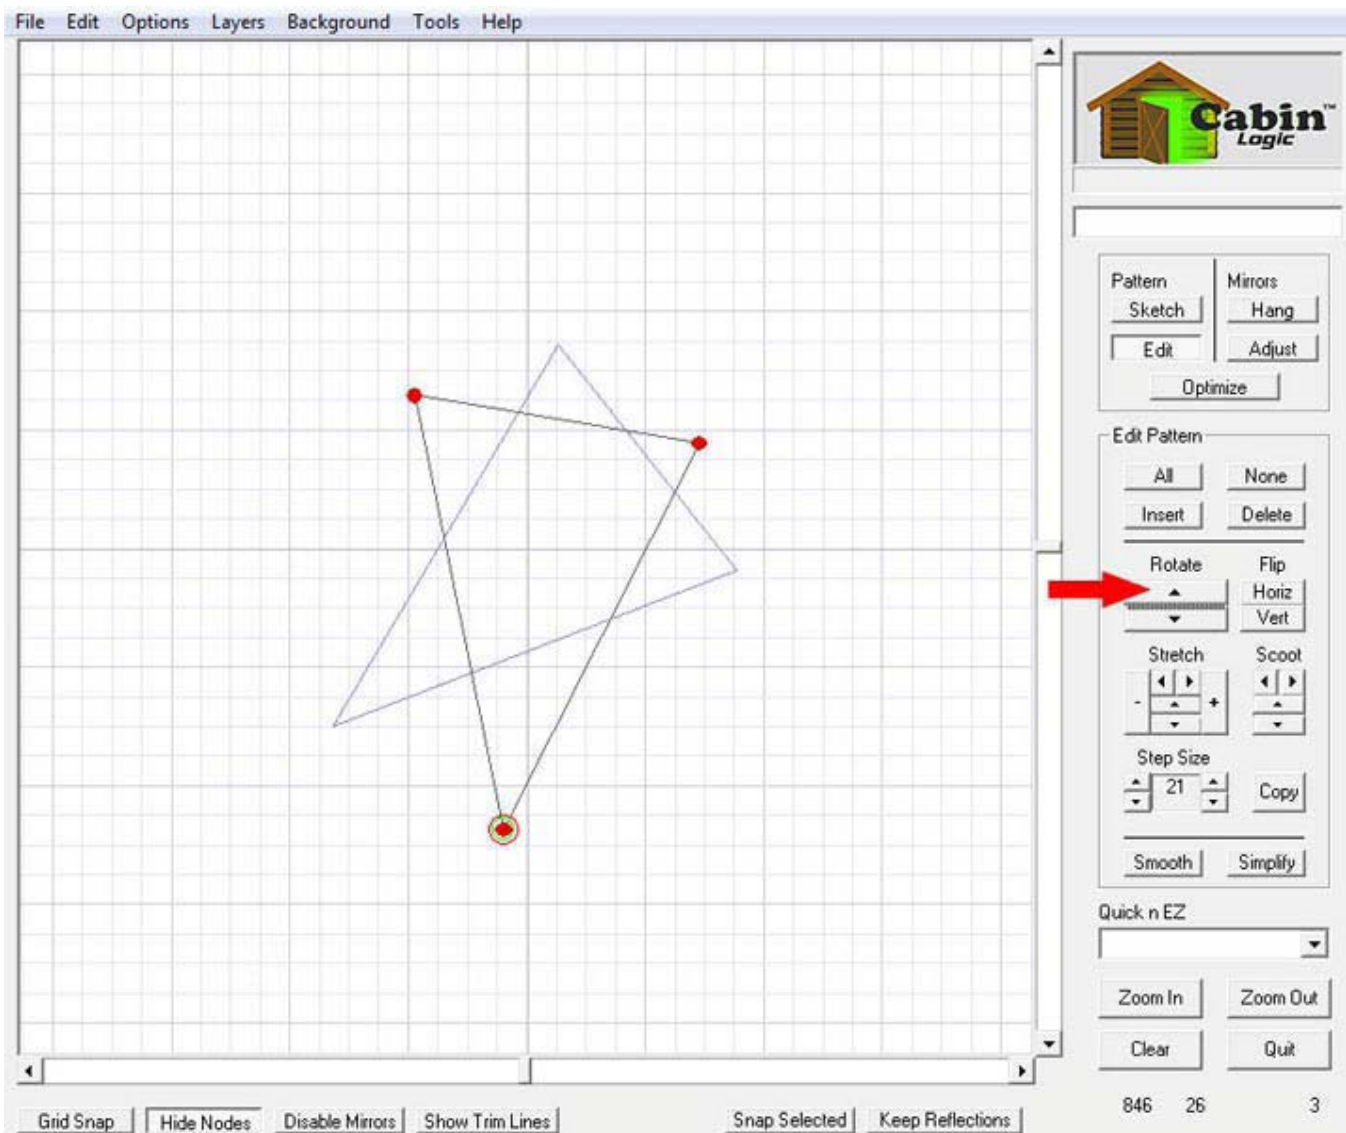 File Edit Options Layers Background Tools Help
Cabin™
Logic
Pattern Mirrors
Sketch Hang
Edit Adjust
Optimize
Edit Pattern
All None
Insert Delete
Rotate Flip
Horiz
Vert
Stretch Scoot
- +
Step Size
21 Copy
Smooth Simplify
Quick n EZ
Zoom In Zoom Out
Clear Quit
846 26 3
Grid Snap Hide Nodes Disable Mirrors Show Trim Lines Snap Selected Keep Reflections